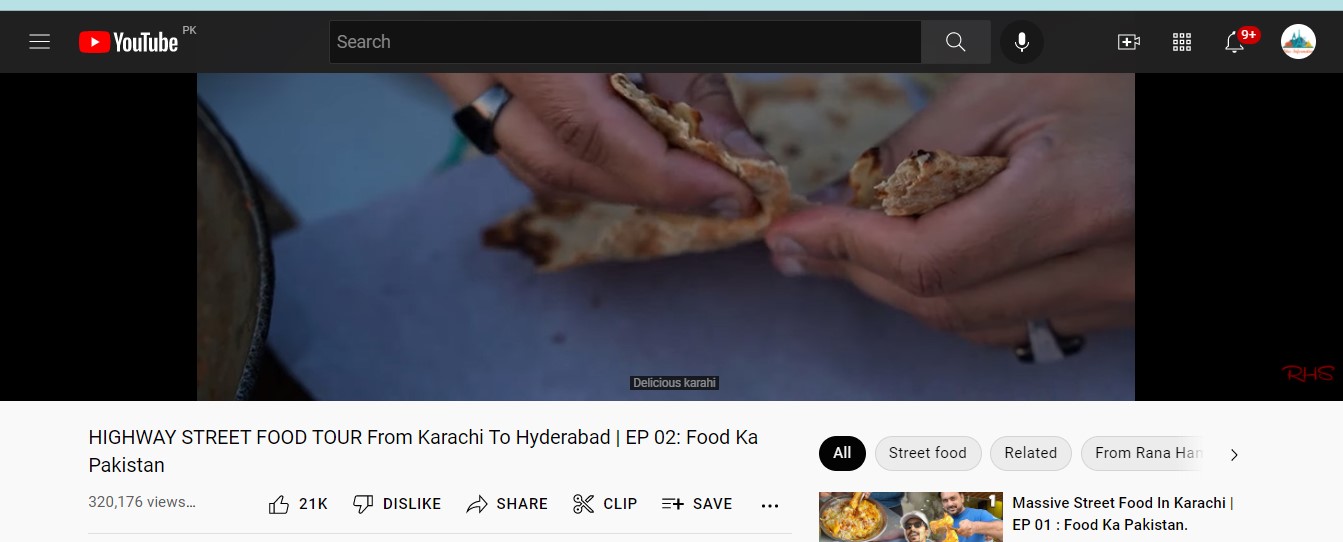 YouTube PK
Search
9+
Delicious karahi
RHS
HIGHWAY STREET FOOD TOUR From Karachi To Hyderabad | EP 02: Food Ka
Pakistan
320,176 views...
21K
DISLIKE
SHARE
CLIP
SAVE
All
Street food
Related
From Rana Ham
1
Massive Street Food In Karachi |
EP 01 : Food Ka Pakistan.